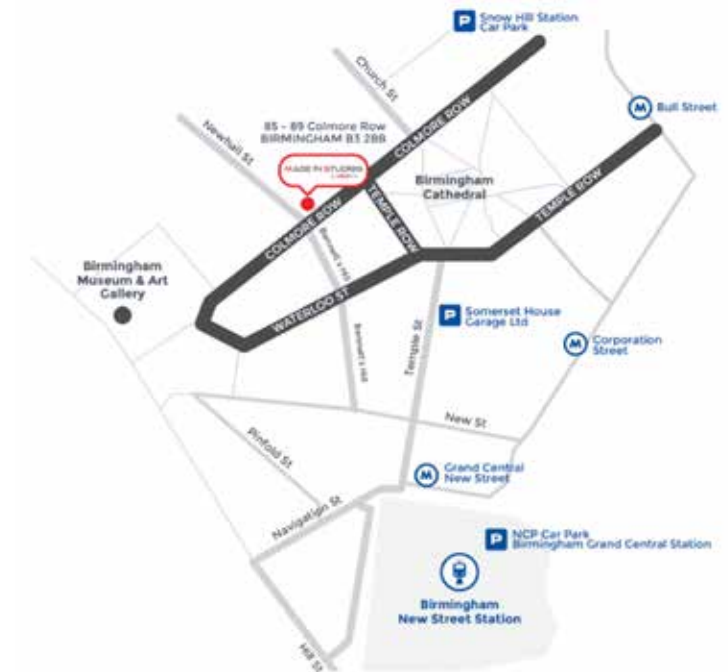 P
Snow Hill Station
Car Park
Church St
M
Bull Street
85 - 89 Colmore Row
BIRMINGHAM B3 2BB
Newhall St
MADE IN STUDIOS
COLMORE ROW
COLMORE ROW
TEMPLE ROW
Birmingham
Cathedral
TEMPLE ROW
Bennett's Hill
Birmingham
Museum & Art
Gallery
WATERLOO ST
P
Somerset House
Garage Ltd
Temple St
Bennett's Hill
M
Corporation
Street
New St
Pinfold St
M
Grand Central
New Street
Navigation St
P
NCP Car Park
Birmingham Grand Central Station
Birmingham
New Street Station
Hill St